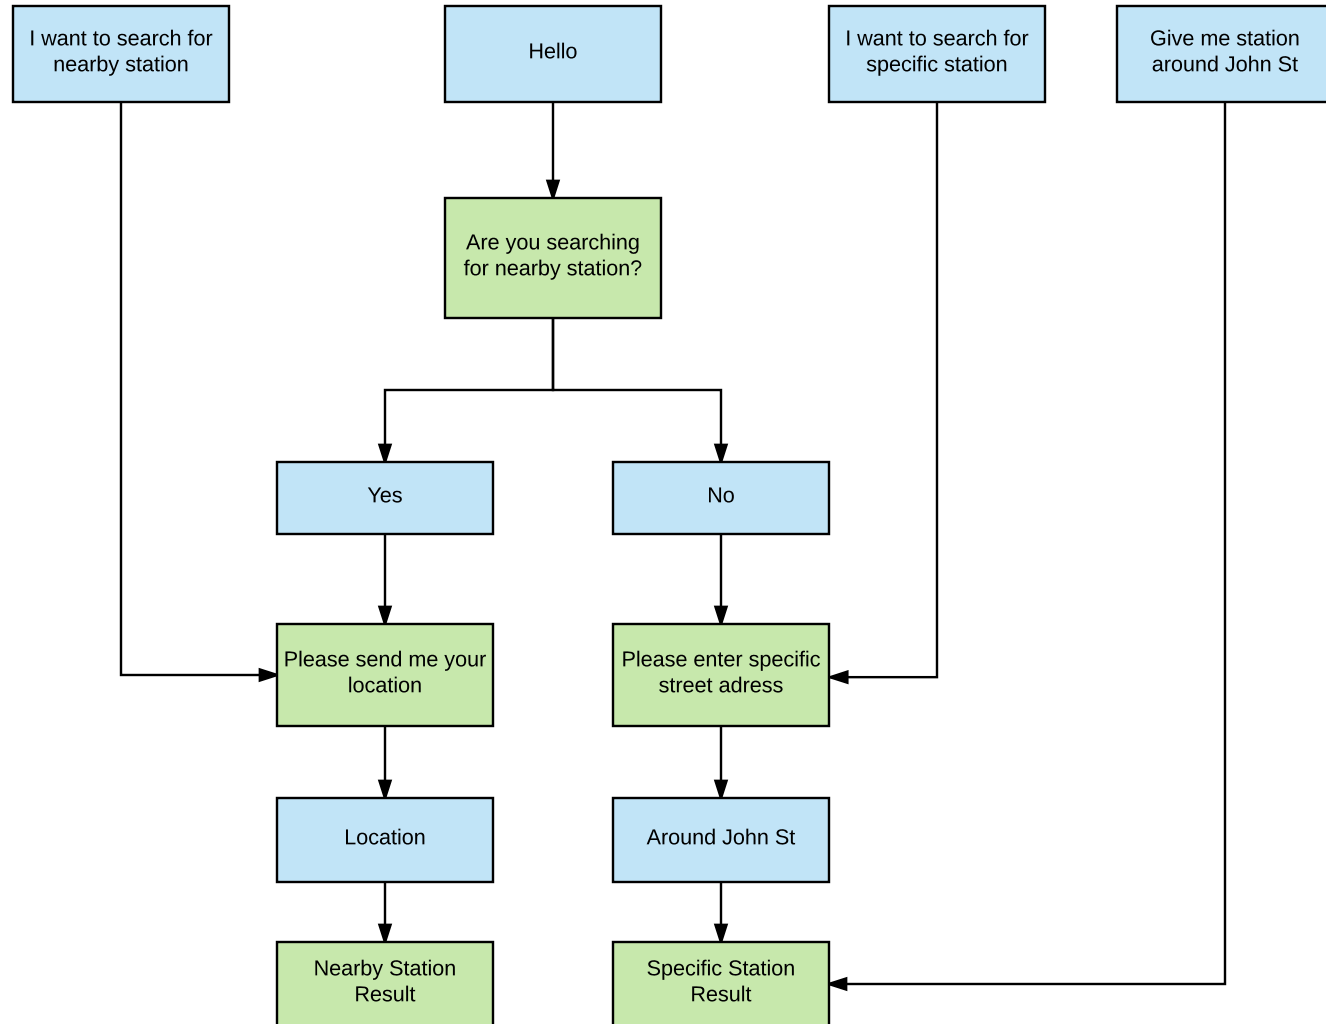 I want to search for
nearby station
Hello
I want to search for
specific station
Give me station
around John St
Are you searching
for nearby station?
Yes
No
Please send me your
location
Please enter specific
street adress
Location
Around John St
Nearby Station
Result
Specific Station
Result